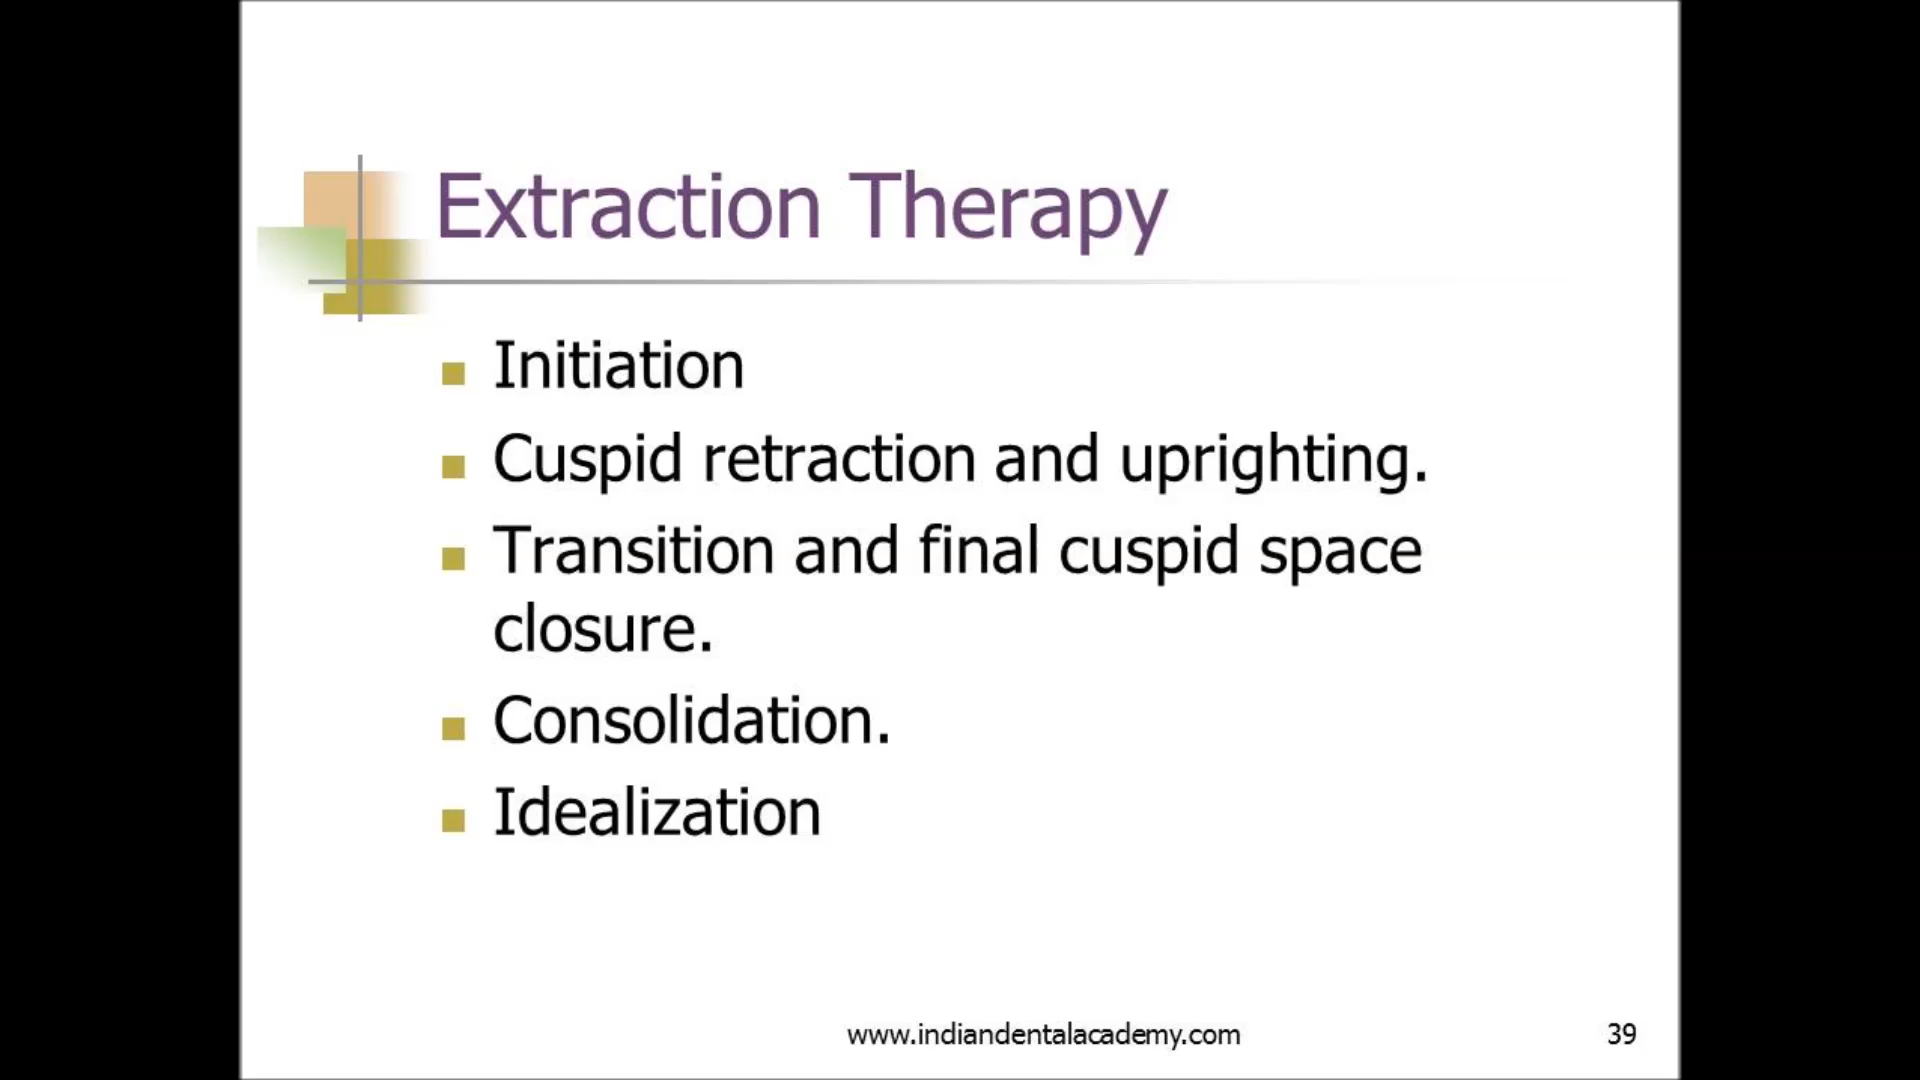 Extraction Therapy
Initiation
Cuspid retraction and uprighting.
Transition and final cuspid space
closure.
Consolidation.
Idealization
www.indiandentalacademy.com
39